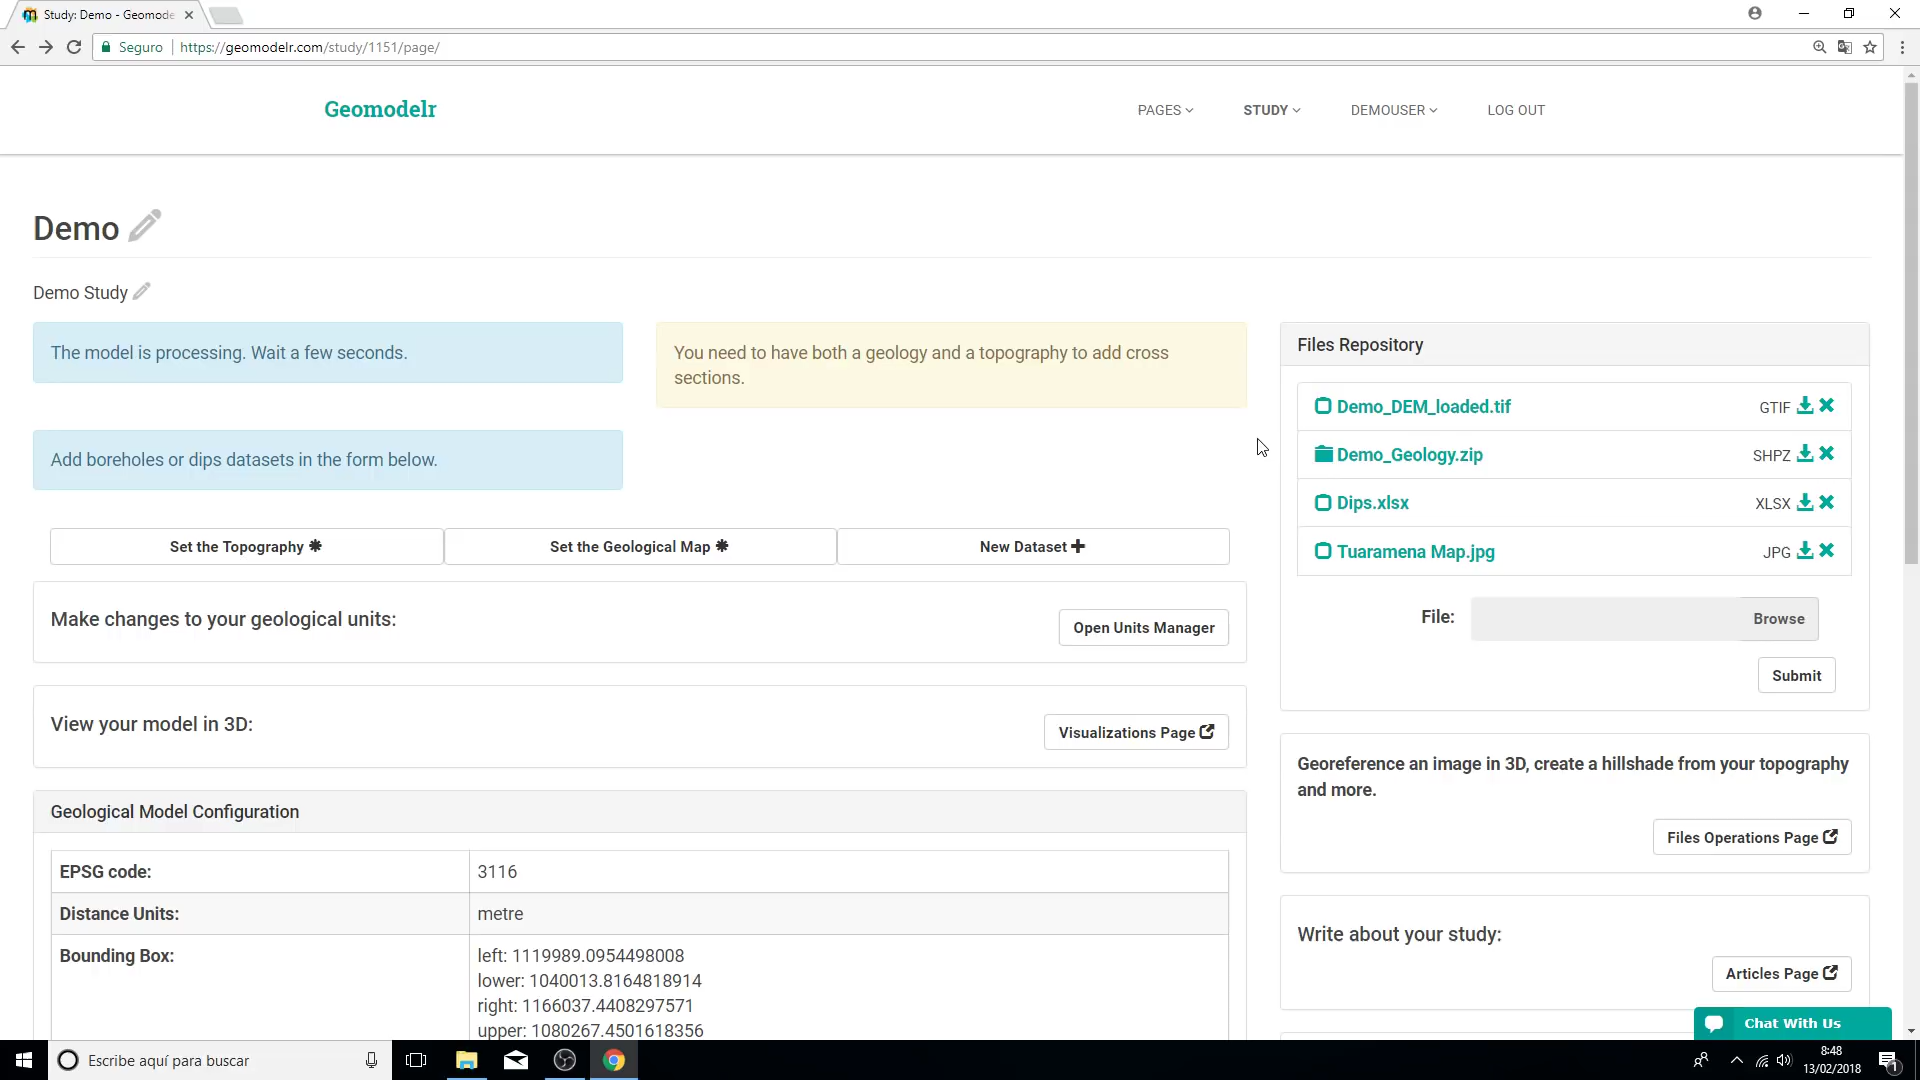 Study: Demo - Geomode
Seguro
https://geomodelr.com/study/1151/page/
Geomodelr
PAGES
STUDY
DEMOUSER
LOG OUT
Demo
Demo Study
The model is processing. Wait a few seconds.
You need to have both a geology and a topography to add cross
sections.
Add boreholes or dips datasets in the form below.
Set the Topography
Set the Geological Map
New Dataset
Make changes to your geological units:
Open Units Manager
View your model in 3D:
Visualizations Page
Geological Model Configuration
EPSG code:
3116
Distance Units:
metre
Bounding Box:
left: 1119989.0954498008
lower: 1040013.8164818914
right: 1166037.4408297571
upper: 1080267.4501618356
Files Repository
Demo_DEM_loaded.tif
GTIF
Demo_Geology.zip
SHPZ
Dips.xlsx
XLSX
Tuaramena Map.jpg
JPG
File:
Browse
Submit
Georeference an image in 3D, create a hillshade from your topography
and more.
Files Operations Page
Write about your study:
Articles Page
Chat With Us
Escribe aquí para buscar
8:48
13/02/2018
1